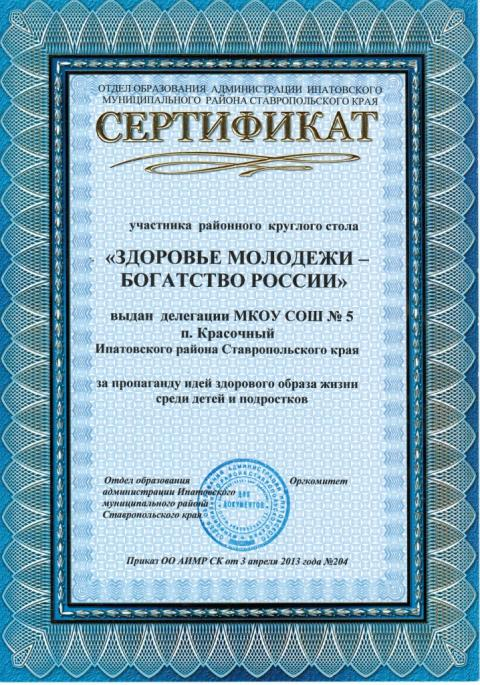 ОТДЕЛ ОБРАЗОВАНИЯ АДМИНИСТРАЦИИ ИПАТОВСКОГО
МУНИЦИПАЛЬНОГО РАЙОНА СТАВРОПОЛЬСКОГО КРАЯ
СЕРТИФИКАТ
участника районного круглого стола
«ЗДОРОВЬЕ МОЛОДЕЖИ –
БОГАТСТВО РОССИИ»
выдан делегации МКОУ СОШ № 5
п. Красочный
Ипатовского района Ставропольского края
за пропаганду идей здорового образа жизни
среди детей и подростков
Отдел образования
администрации Ипатовского
муниципального района
Ставропольского края
Оргкомитет
ДЛЯ
ДОКУМЕНТОВ
Приказ ОО АИМР СК от 3 апреля 2013 года №204